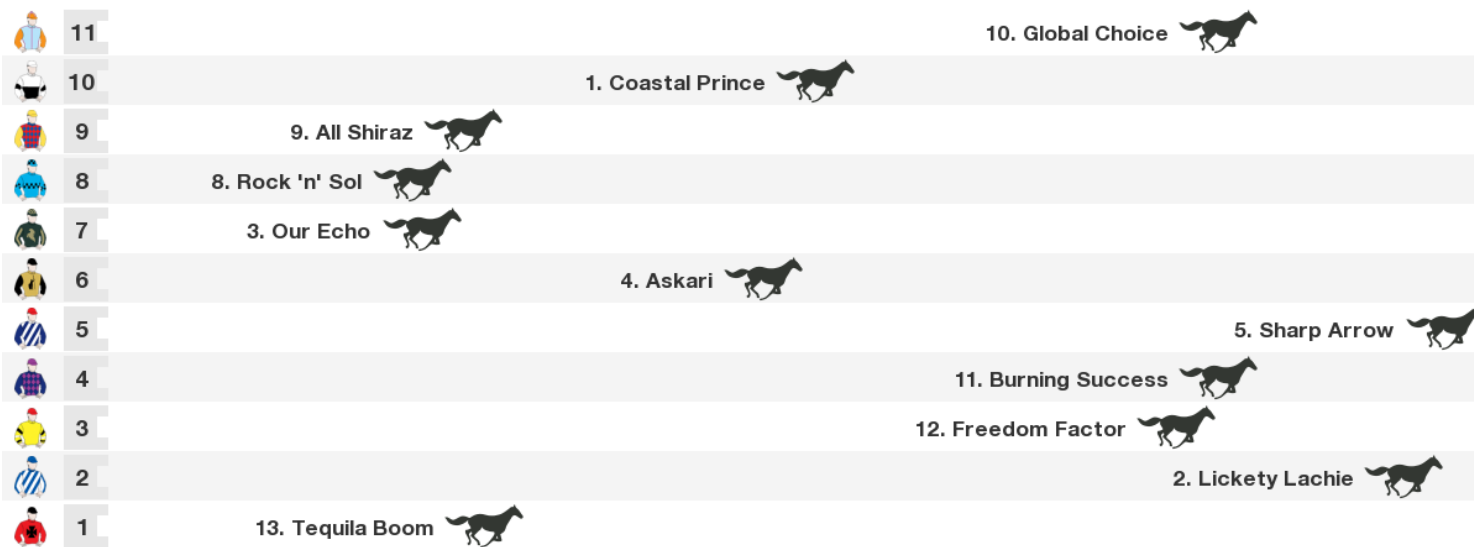 11 10. Global Choice
10 1. Coastal Prince
9 9. All Shiraz
8 8. Rock 'n' Sol
7 3. Our Echo
6 4. Askari
5 5. Sharp Arrow
4 11. Burning Success
3 12. Freedom Factor
2 2. Lickety Lachie
1 13. Tequila Boom